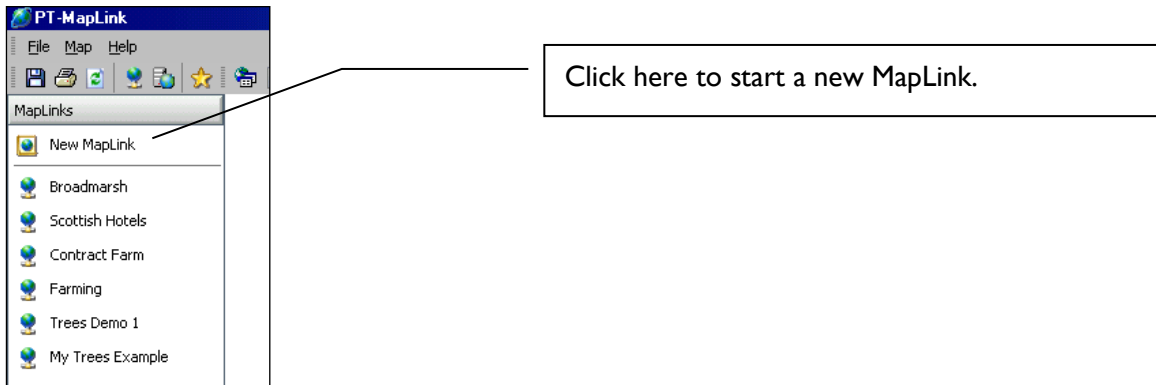 PT-MapLink
File Map Help
MapLinks
New MapLink
Broadmarsh
Scottish Hotels
Contract Farm
Farming
Trees Demo 1
My Trees Example
Click here to start a new MapLink.